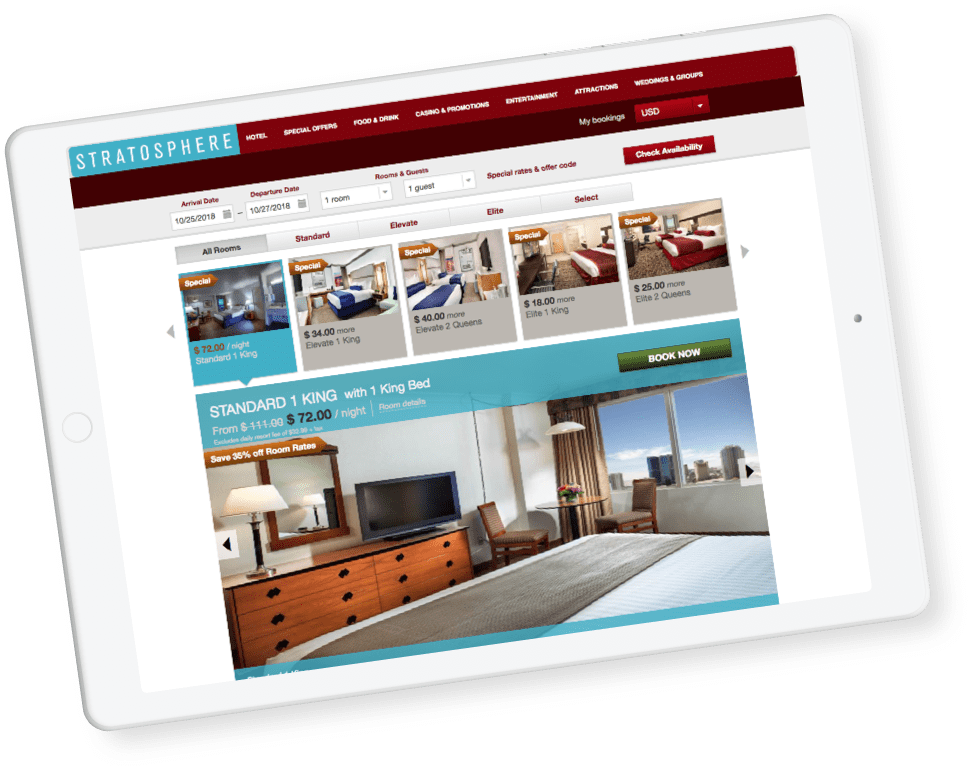 STRATOSPHERE
HOTEL
SPECIAL OFFERS
FOOD & DRINK
CASINO & PROMOTIONS
ENTERTAINMENT
ATTRACTIONS
WEDDINGS & GROUPS
My bookings
USD
Arrival Date
Departure Date
Rooms & Guests
10/25/2018
–
10/27/2018
1 room
1 guest
Special rates & offer code
Check Availability
All Rooms
Standard
Elevate
Elite
Select
Special
$ 72.00 / night
Standard 1 King
Special
$ 34.00 more
Elevate 1 King
Special
$ 40.00 more
Elevate 2 Queens
Special
$ 18.00 more
Elite 1 King
Special
$ 25.00 more
Elite 2 Queens
STANDARD 1 KING with 1 King Bed
From $ 111.00 $ 72.00 / night
Room details
Excludes daily resort fee of
BOOK NOW
Save 35% off Room Rates